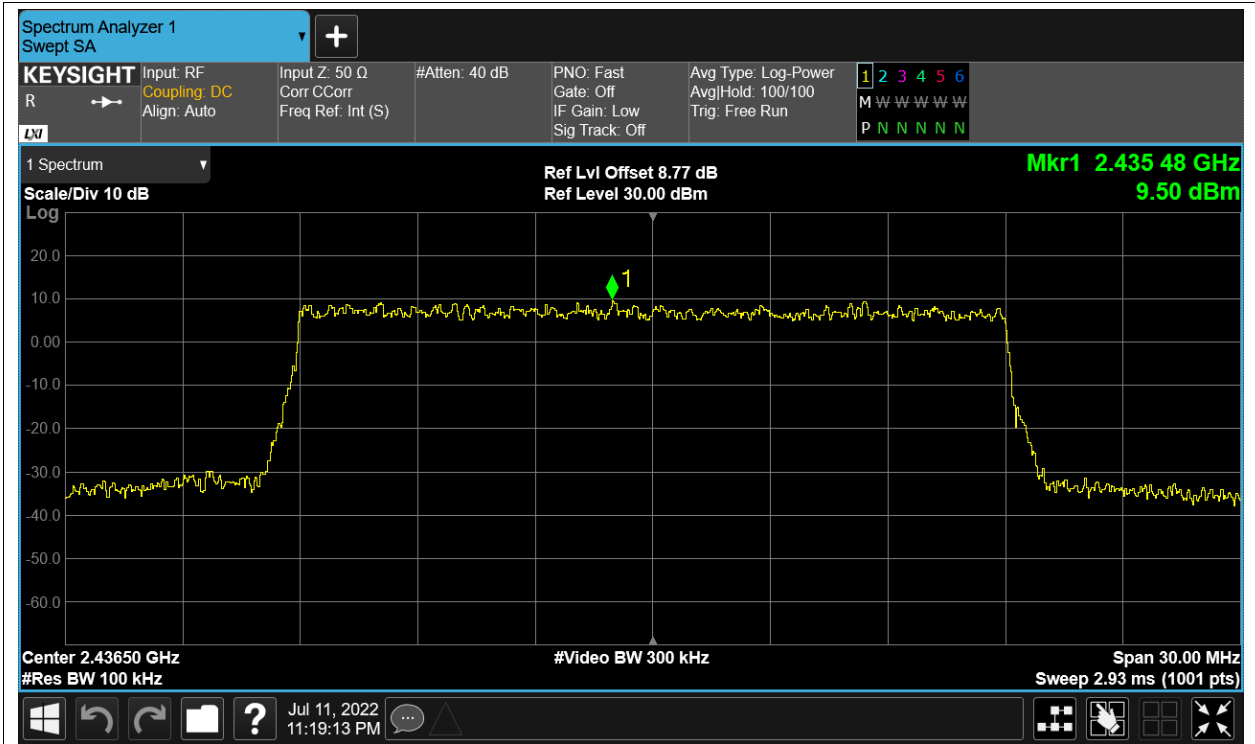 Spectrum Analyzer 1
Swept SA
+
KEYSIGHT
R
LXI
Input: RF
Coupling: DC
Align: Auto
Input Z: 50 Ω
Corr CCorr
Freq Ref: Int (S)
#Atten: 40 dB
PNO: Fast
Gate: Off
IF Gain: Low
Sig Track: Off
Avg Type: Log-Power
Avg|Hold: 100/100
Trig: Free Run
1 2 3 4 5 6
M W W W W W
P N N N N N
1 Spectrum
Scale/Div 10 dB
Log
Ref Lvl Offset 8.77 dB
Ref Level 30.00 dBm
Mkr1 2.435 48 GHz
9.50 dBm
1
20.0
10.0
0.00
-10.0
-20.0
-30.0
-40.0
-50.0
-60.0
Center 2.43650 GHz
#Video BW 300 kHz
Span 30.00 MHz
#Res BW 100 kHz
Sweep 2.93 ms (1001 pts)
?
Jul 11, 2022
11:19:13 PM